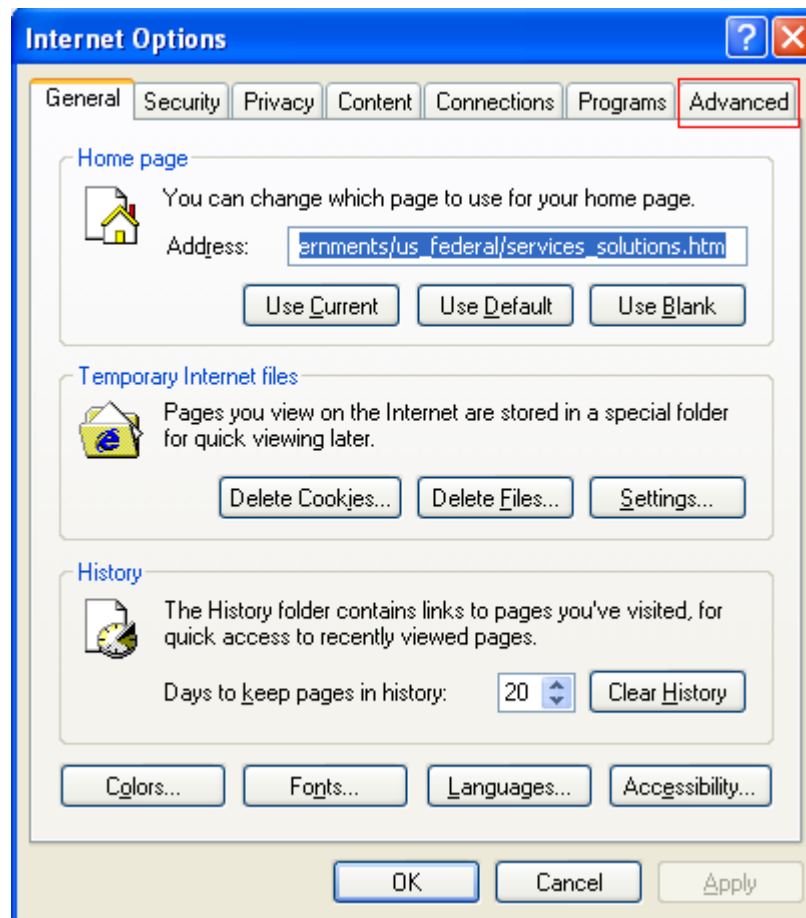 Internet Options
General Security Privacy Content Connections Programs Advanced
Home page
You can change which page to use for your home page.
Address: ernments/us_federal/services_solutions.htm
Use Current Use Default Use Blank
Temporary Internet files
Pages you view on the Internet are stored in a special folder
for quick viewing later.
Delete Cookies... Delete Files... Settings...
History
The History folder contains links to pages you've visited, for
quick access to recently viewed pages.
Days to keep pages in history: 20 Clear History
Colors... Fonts... Languages... Accessibility...
OK Cancel Apply